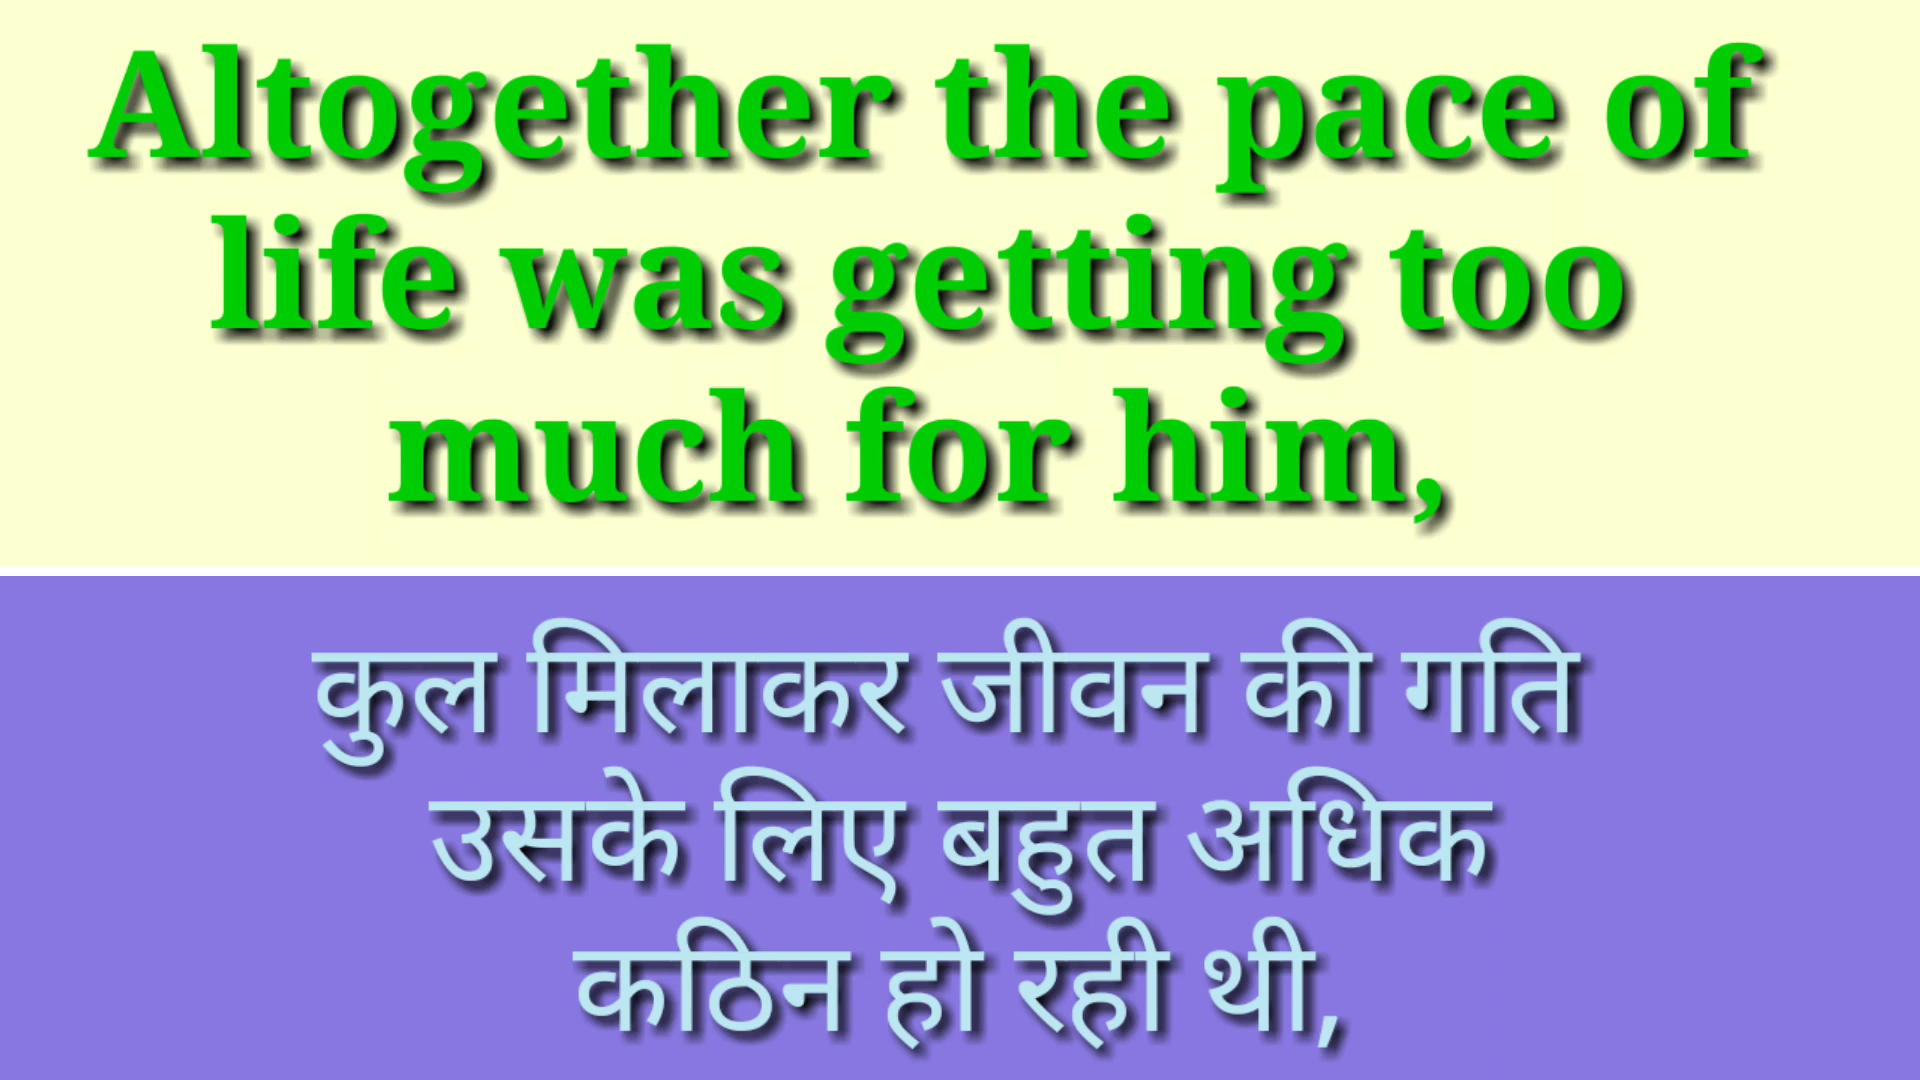 Altogether the pace of
life was getting too
much for him,
कुल मिलाकर जीवन की गति
उसके लिए बहुत अधिक
कठिन हो रही थी,